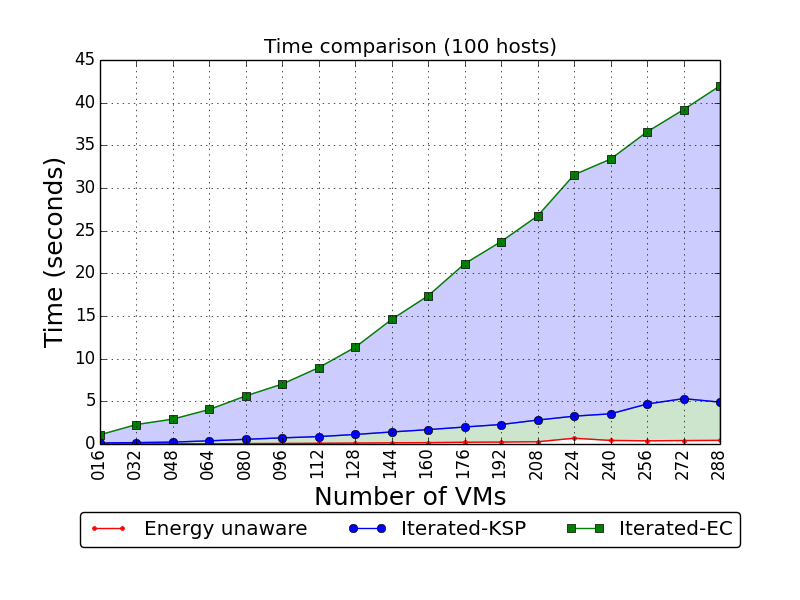 Time comparison (100 hosts)
45
40
35
30
25
20
15
10
5
0
Time (seconds)
016 032 048 064 080 096 112 128 144 160 176 192 208 224 240 256 272 288
Number of VMs
Energy unaware Iterated-KSP Iterated-EC